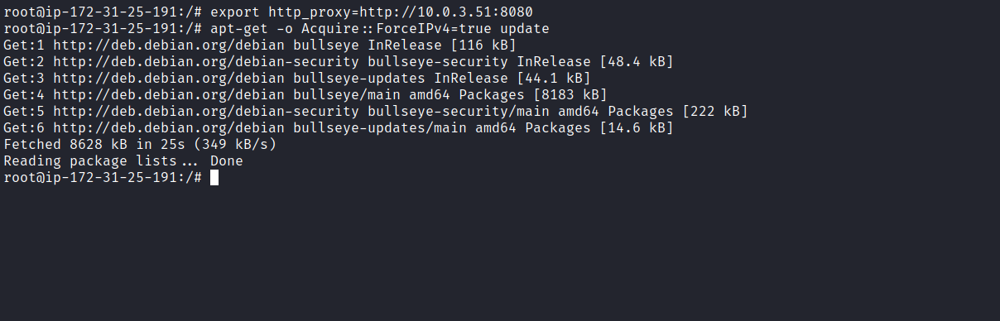 root@ip-172-31-25-191:/# export http_proxy=http://10.0.3.51:8080
root@ip-172-31-25-191:/# apt-get -o Acquire::ForceIPv4=true update
Get:1 http://deb.debian.org/debian bullseye InRelease [116 kB]
Get:2 http://deb.debian.org/debian-security bullseye-security InRelease [48.4 kB]
Get:3 http://deb.debian.org/debian bullseye-updates InRelease [44.1 kB]
Get:4 http://deb.debian.org/debian bullseye/main amd64 Packages [8183 kB]
Get:5 http://deb.debian.org/debian-security bullseye-security/main amd64 Packages [222 kB]
Get:6 http://deb.debian.org/debian bullseye-updates/main amd64 Packages [14.6 kB]
Fetched 8628 kB in 25s (349 kB/s)
Reading package lists... Done
root@ip-172-31-25-191:/#